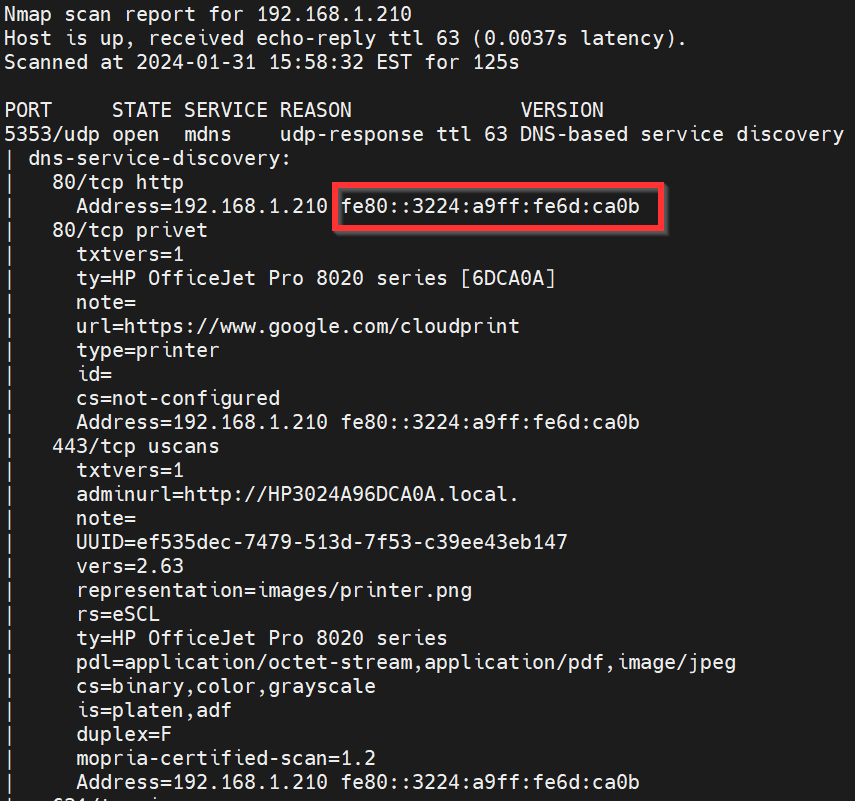 Nmap scan report for 192.168.1.210
Host is up, received echo-reply ttl 63 (0.0037s latency).
Scanned at 2024-01-31 15:58:32 EST for 125s

PORT     STATE SERVICE REASON              VERSION
5353/udp open  mdns    udp-response ttl 63 DNS-based service discovery
| dns-service-discovery:
|   80/tcp http
|     Address=192.168.1.210 fe80::3224:a9ff:fe6d:ca0b
|   80/tcp privet
|     txtvers=1
|     ty=HP OfficeJet Pro 8020 series [6DCA0A]
|     note=
|     url=https://www.google.com/cloudprint
|     type=printer
|     id=
|     cs=not-configured
|     Address=192.168.1.210 fe80::3224:a9ff:fe6d:ca0b
|   443/tcp uscans
|     txtvers=1
|     adminurl=http://HP3024A96DCA0A.local.
|     note=
|     UUID=ef535dec-7479-513d-7f53-c39ee43eb147
|     vers=2.63
|     representation=images/printer.png
|     rs=eSCL
|     ty=HP OfficeJet Pro 8020 series
|     pdl=application/octet-stream,application/pdf,image/jpeg
|     cs=binary,color,grayscale
|     is=platen,adf
|     duplex=F
|     mopria-certified-scan=1.2
|     Address=192.168.1.210 fe80::3224:a9ff:fe6d:ca0b